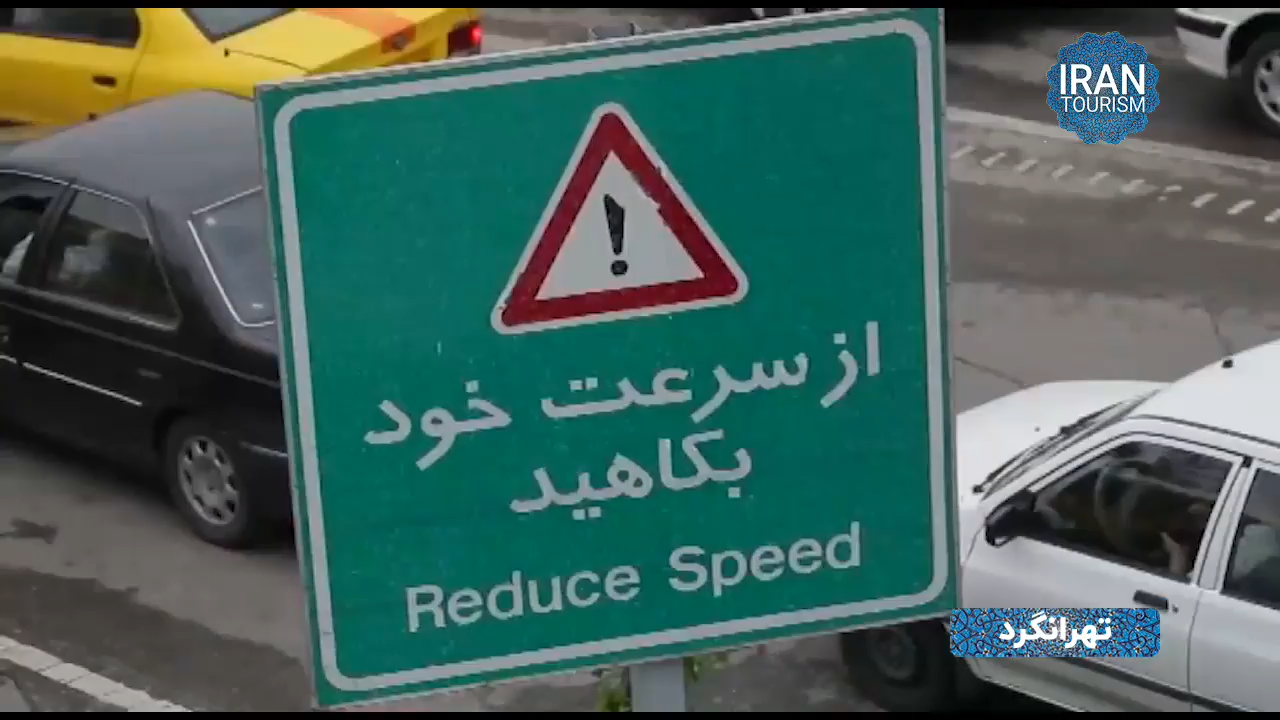 IRAN
TOURISM
!
از سرعت خود
بکاهید
Reduce Speed
تهرانگرد